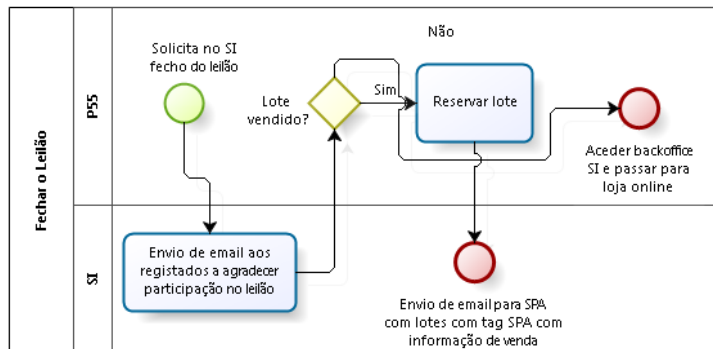 Fechar o Leilão
P55
SI
Solicita no SI
fecho do leilão
Lote
vendido?
Não
Sim
Reservar lote
Aceder backoffice
SI e passar para
loja online
Envio de email aos
registados a agradecer
participação no leilão
Envio de email para SPA
com lotes com tag SPA com
informação de venda